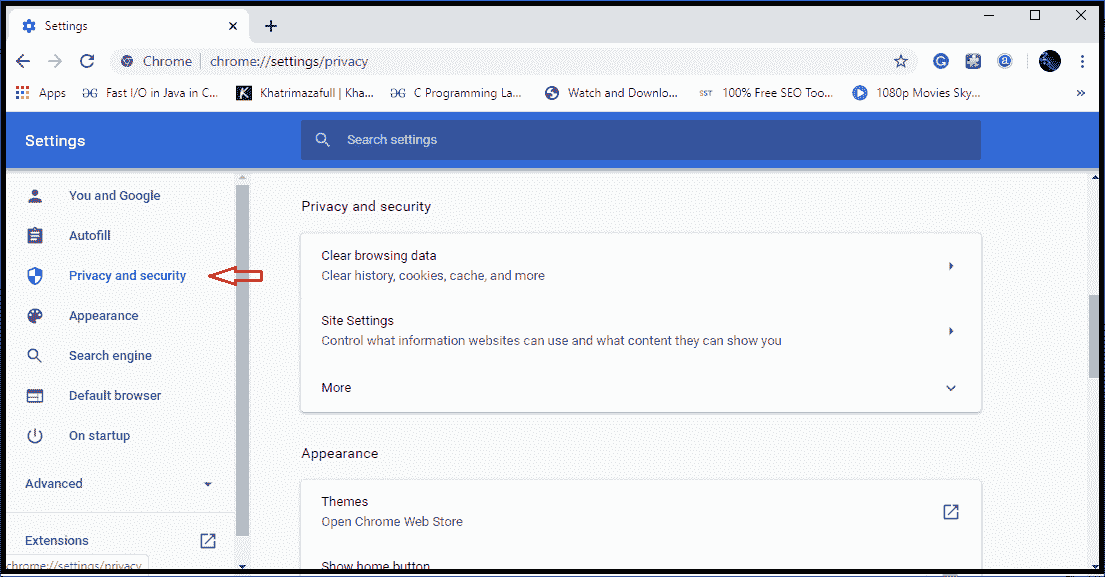 Settings
Chrome
chrome://settings/privacy
Apps
Fast I/O in Java in C...
Khatrimazafull | Kha...
C Programming La...
Watch and Downlo...
SST
100% Free SEO Too...
1080p Movies Sky...
Settings
Search settings
You and Google
Autofill
Privacy and security
Appearance
Search engine
Default browser
On startup
Advanced
Extensions
chrome://settings/privacy
Privacy and security
Clear browsing data
Clear history, cookies, cache, and more
Site Settings
Control what information websites can use and what content they can show you
More
Appearance
Themes
Open Chrome Web Store
Show home button